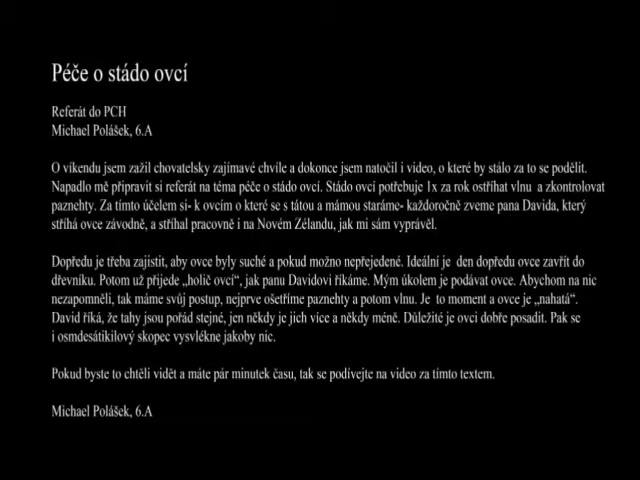 Péče o stádo ovcí
Referát do PCH
Michael Polášek, 6.A
O víkendu jsem zažil chovatelsky zajímavé chvíle a dokonce jsem natočil i video, o které by stálo za to se podělit.
Napadlo mě připravit si referát na téma péče o stádo ovcí. Stádo ovcí potřebuje 1x za rok ostříhat vlnu a zkontrolovat
paznehty. Za tímto účelem si- k ovcím o které se s tátou a mámou staráme- každoročně zveme pana Davida, který
stříhá ovce závodně, a stříhal pracovně i na Novém Zélandu, jak mi sám vyprávěl.
Dopředu je třeba zajistit, aby ovce byly suché a pokud možno nepřejedené. Ideální je den dopředu ovce zavřít do
dřevníku. Potom už přijede „holič ovcí“, jak panu Davidovi říkáme. Mým úkolem je podávat ovce. Abychom na nic
nezapomněli, tak máme svůj postup, nejprve ošetříme paznehty a potom vlnu. Je to moment a ovce je „nahatá“.
David říká, že tahy jsou pořád stejné, jen někdy je jich vice a někdy méně. Důležité je ovci dobře posadit. Pak se
i osmdesátikilový skopec vysvlékne jakoby nic.
Pokud byste to chtěli vidět a máte pár minutek času, tak se podívejte na video za tímto textem.
Michael Polášek, 6.A